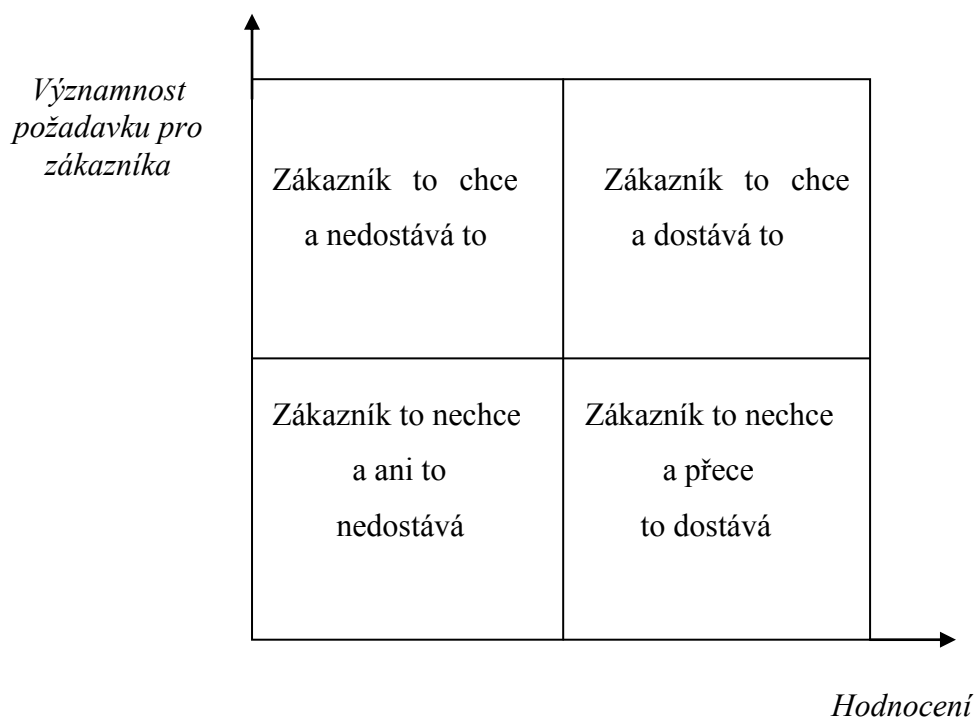 Významnost
požadavku pro
zákazníka
Zákazník to chce
a nedostává to
Zákazník to chce
a dostává to
Zákazník to nechce
a ani to
nedostává
Zákazník to nechce
a přece
to dostává
Hodnocení